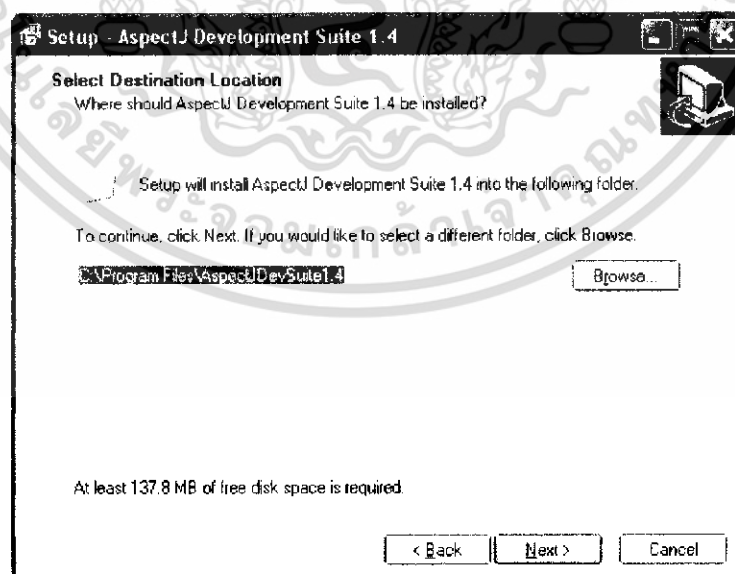 Setup - AspectJ Development Suite 1.4
Select Destination Location
Where should AspectJ Development Suite 1.4 be installed?
Setup will install AspectJ Development Suite 1.4 into the following folder.
To continue, click Next. If you would like to select a different folder, click Browse.
C:\Program Files\AspectJDevSuite1.4
Browse...
At least 137.8 MB of free disk space is required.
< Back
Next >
Cancel